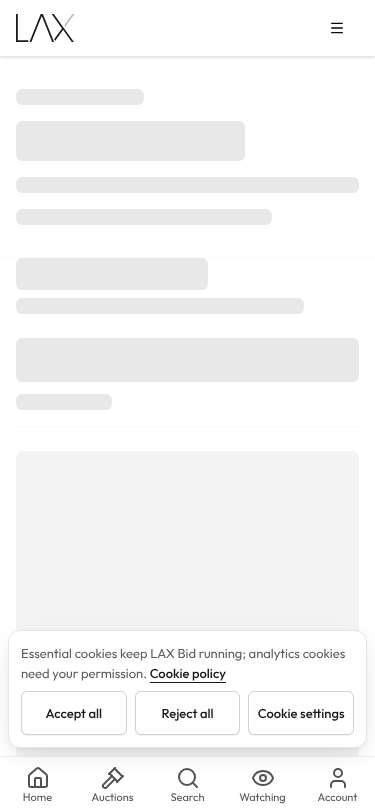 LAX
Essential cookies keep LAX Bid running; analytics cookies
need your permission. Cookie policy
Accept all
Reject all
Cookie settings
Home
Auctions
Search
Watching
Account